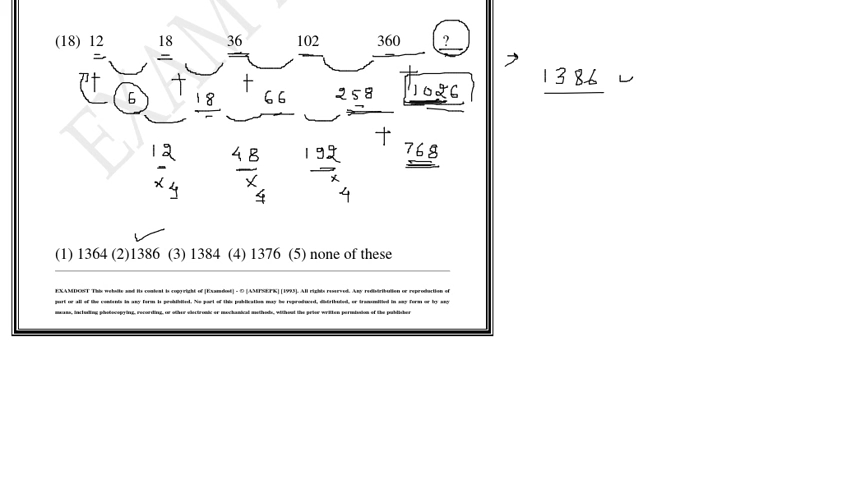 (18) 12 18 36 102 360 ?
→ 1386 ✓
+ 6 + 18 + 66 258 + 1026
12 48 192 + 768
×4 ×4 ×4
(1) 1364 (2)1386 (3) 1384 (4) 1376 (5) none of these
EXAMDOST This website and its content is copyright of [Examdost] - © [AMFSEPK] [1993]. All rights reserved. Any redistribution or reproduction of
part or all of the contents in any form is prohibited. No part of this publication may be reproduced, distributed, or transmitted in any form or by any
means, including photocopying, recording, or other electronic or mechanical methods, without the prior written permission of the publisher